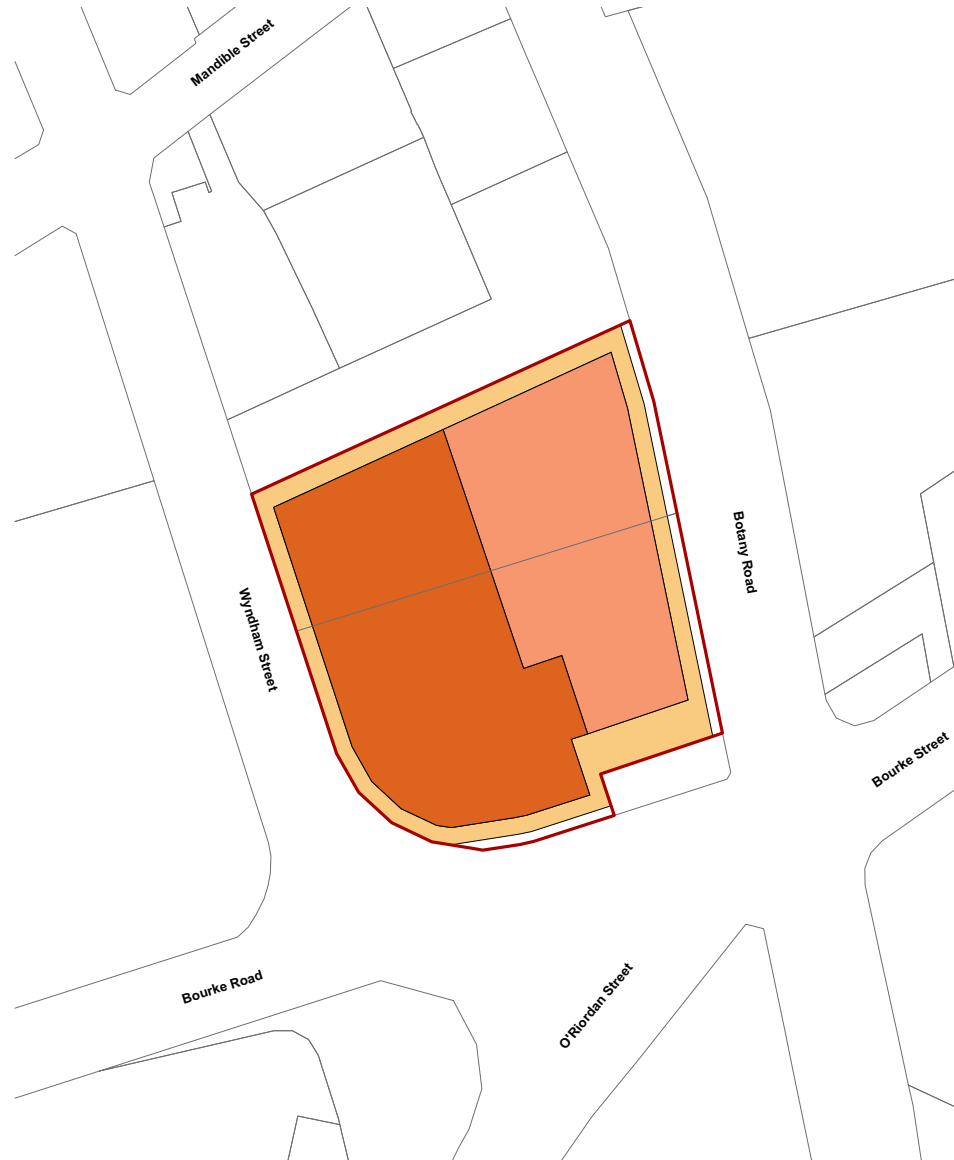 Mandible Street
Botany Road
Wyndham Street
Bourke Street
Bourke Road
O'Riordan Street